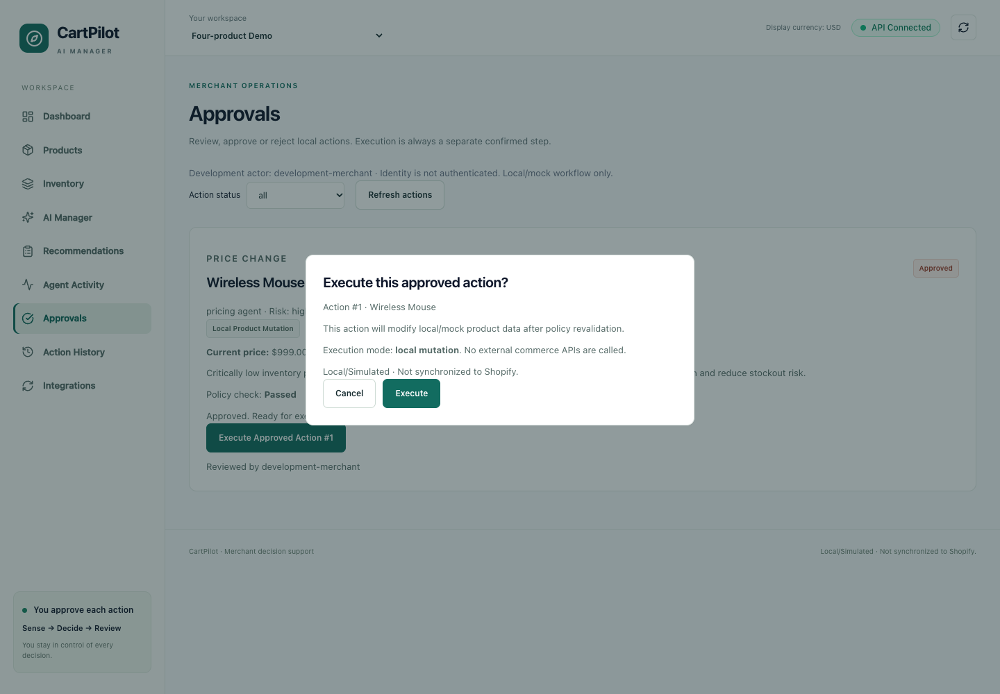 CartPilot
AI MANAGER
WORKSPACE
Dashboard
Products
Inventory
AI Manager
Recommendations
Agent Activity
Approvals
Action History
Integrations
You approve each action
Sense → Decide → Review
You stay in control of every
decision.
Your workspace
Four-product Demo
Display currency: USD
API Connected
MERCHANT OPERATIONS
Approvals
Review, approve or reject local actions. Execution is always a separate confirmed step.
Development actor: development-merchant · Identity is not authenticated. Local/mock workflow only.
Action status
all
Refresh actions
PRICE CHANGE
Approved
Wireless Mouse
pricing agent · Risk:
Local Product Mutation
Current price:
Critically low inventory
and reduce stockout risk.
Policy check: Passed
Approved. Ready for
Execute Approved Action #1
Reviewed by development-merchant
Execute this approved action?
Action #1 · Wireless Mouse
This action will modify local/mock product data after policy revalidation.
Execution mode: local mutation. No external commerce APIs are called.
Local/Simulated · Not synchronized to Shopify.
Cancel
Execute
CartPilot · Merchant decision support
Local/Simulated · Not synchronized to Shopify.